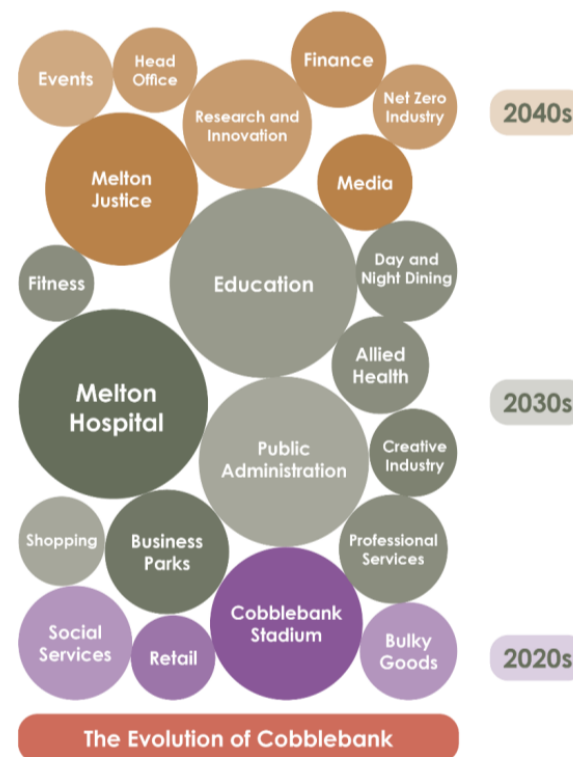 Events
Head
Office
Finance
Research and
Innovation
Net Zero
Industry
2040s
Melton
Justice
Media
Fitness
Education
Day and
Night Dining
Allied
Health
Melton
Hospital
2030s
Public
Administration
Creative
Industry
Shopping
Business
Parks
Professional
Services
Social
Services
Retail
Cobblebank
Stadium
Bulky
Goods
2020s
The Evolution of Cobblebank